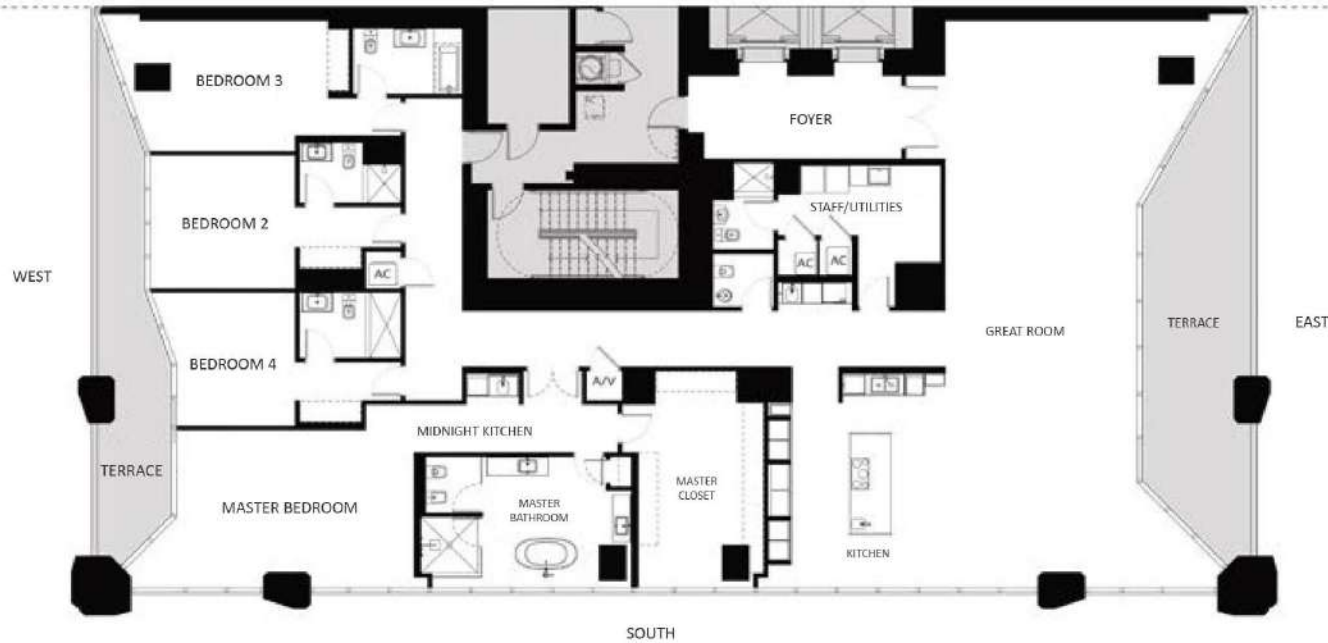 BEDROOM 3
FOYER
AC
STAFF/UTILITIES
BEDROOM 2
WEST
AC
AC
AC
TERRACE
EAST
GREAT ROOM
BEDROOM 4
A/V
MIDNIGHT KITCHEN
TERRACE
MASTER
CLOSET
MASTER BEDROOM
MASTER
BATHROOM
KITCHEN
SOUTH